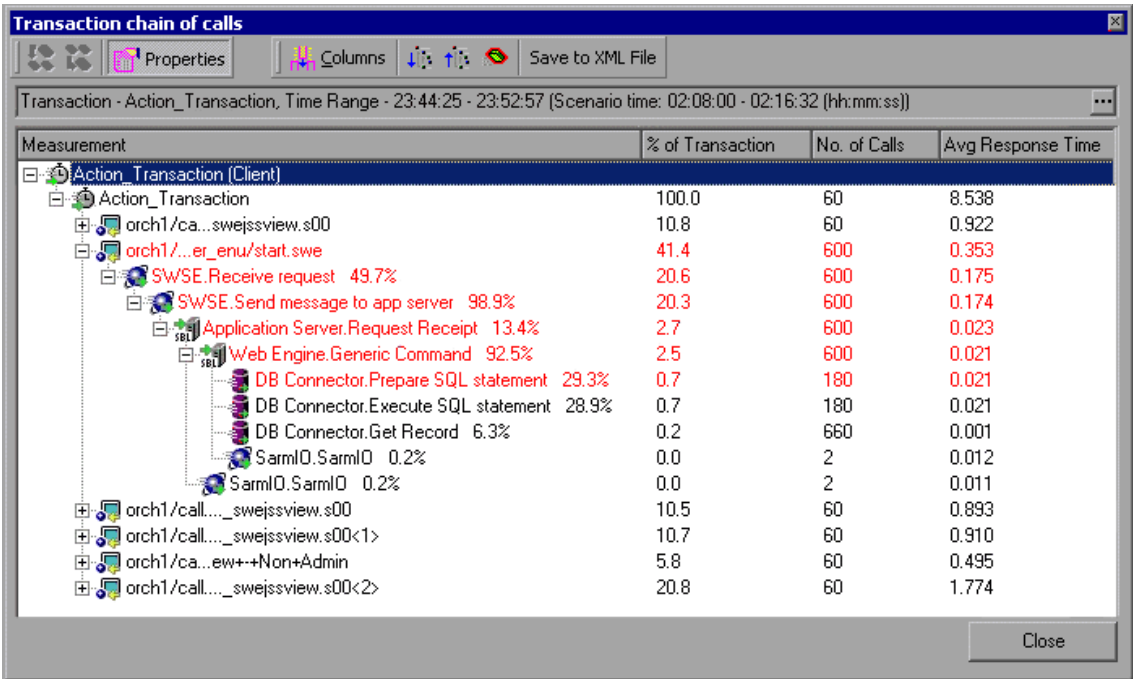 Transaction chain of calls
Properties Columns Save to XML File
Transaction - Action_Transaction, Time Range - 23:44:25 - 23:52:57 (Scenario time: 02:08:00 - 02:16:32 (hh:mm:ss)) ...
Measurement % of Transaction No. of Calls Avg Response Time
Action_Transaction (Client)
Action_Transaction 100.0 60 8.538
orch1/ca...swejssview.s00 10.8 60 0.922
orch1/...er_enu/start.swe 41.4 600 0.353
SWSE.Receive request 49.7% 20.6 600 0.175
SWSE.Send message to app server 98.9% 20.3 600 0.174
SBL Application Server.Request Receipt 13.4% 2.7 600 0.023
SBL Web Engine.Generic Command 92.5% 2.5 600 0.021
DB Connector.Prepare SQL statement 29.3% 0.7 180 0.021
DB Connector.Execute SQL statement 28.9% 0.7 180 0.021
DB Connector.Get Record 6.3% 0.2 660 0.001
SarmIO.SarmIO 0.2% 0.0 2 0.012
SarmIO.SarmIO 0.2% 0.0 2 0.011
orch1/call...._swejssview.s00 10.5 60 0.893
orch1/call...._swejssview.s00<1> 10.7 60 0.910
orch1/ca...ew+-+Non+Admin 5.8 60 0.495
orch1/call...._swejssview.s00<2> 20.8 60 1.774
Close